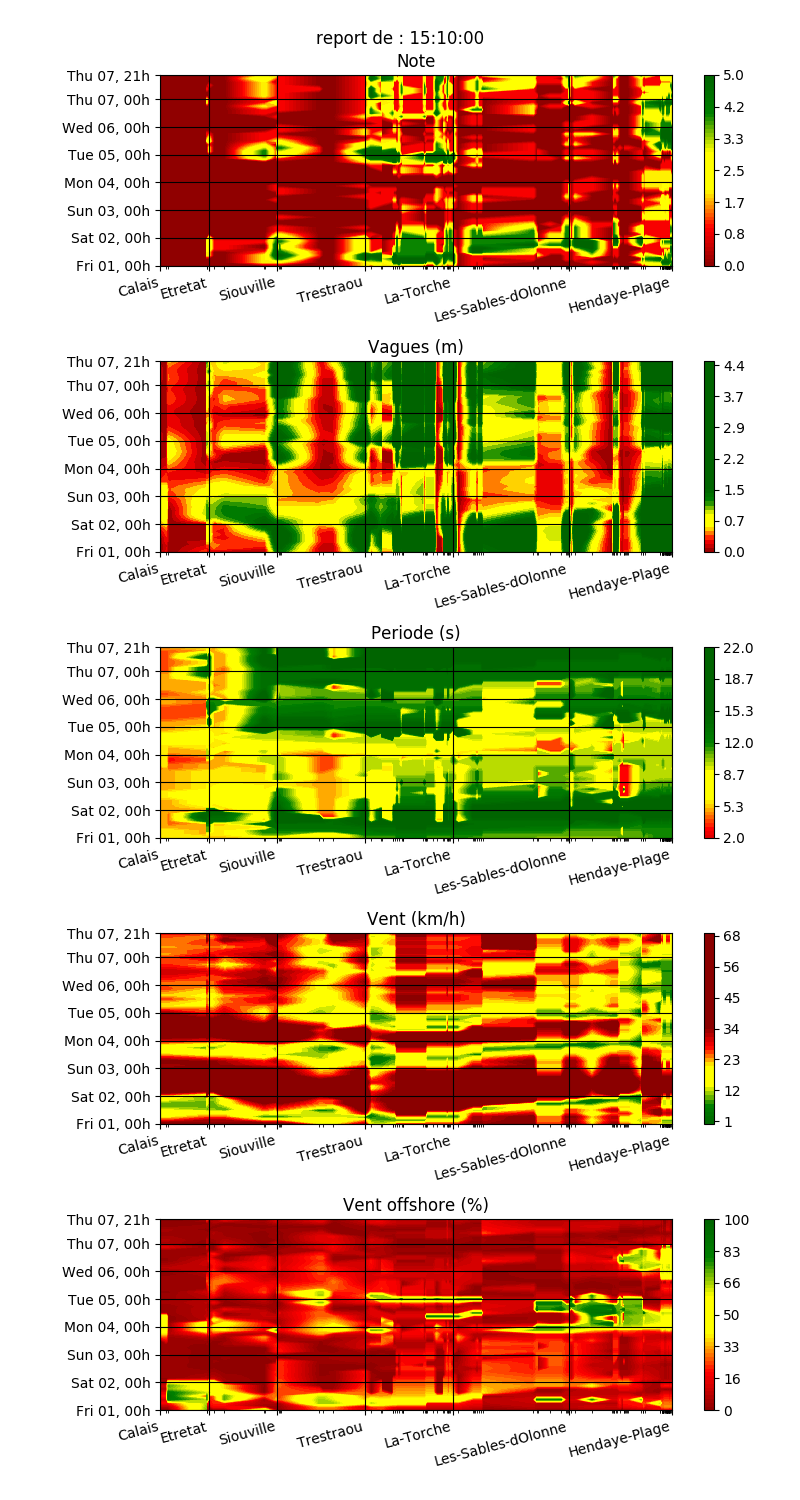 report de : 15:10:00
Note
Thu 07, 21h
Thu 07, 00h
Wed 06, 00h
Tue 05, 00h
Mon 04, 00h
Sun 03, 00h
Sat 02, 00h
Fri 01, 00h
Calais Etretat Siouville Trestraou La-Torche Les-Sables-dOlonne Hendaye-Plage
5.0
4.2
3.3
2.5
1.7
0.8
0.0
Vagues (m)
Thu 07, 21h
Thu 07, 00h
Wed 06, 00h
Tue 05, 00h
Mon 04, 00h
Sun 03, 00h
Sat 02, 00h
Fri 01, 00h
Calais Etretat Siouville Trestraou La-Torche Les-Sables-dOlonne Hendaye-Plage
4.4
3.7
2.9
2.2
1.5
0.7
0.0
Periode (s)
Thu 07, 21h
Thu 07, 00h
Wed 06, 00h
Tue 05, 00h
Mon 04, 00h
Sun 03, 00h
Sat 02, 00h
Fri 01, 00h
Calais Etretat Siouville Trestraou La-Torche Les-Sables-dOlonne Hendaye-Plage
22.0
18.7
15.3
12.0
8.7
5.3
2.0
Vent (km/h)
Thu 07, 21h
Thu 07, 00h
Wed 06, 00h
Tue 05, 00h
Mon 04, 00h
Sun 03, 00h
Sat 02, 00h
Fri 01, 00h
Calais Etretat Siouville Trestraou La-Torche Les-Sables-dOlonne Hendaye-Plage
68
56
45
34
23
12
1
Vent offshore (%)
Thu 07, 21h
Thu 07, 00h
Wed 06, 00h
Tue 05, 00h
Mon 04, 00h
Sun 03, 00h
Sat 02, 00h
Fri 01, 00h
Calais Etretat Siouville Trestraou La-Torche Les-Sables-dOlonne Hendaye-Plage
100
83
66
50
33
16
0